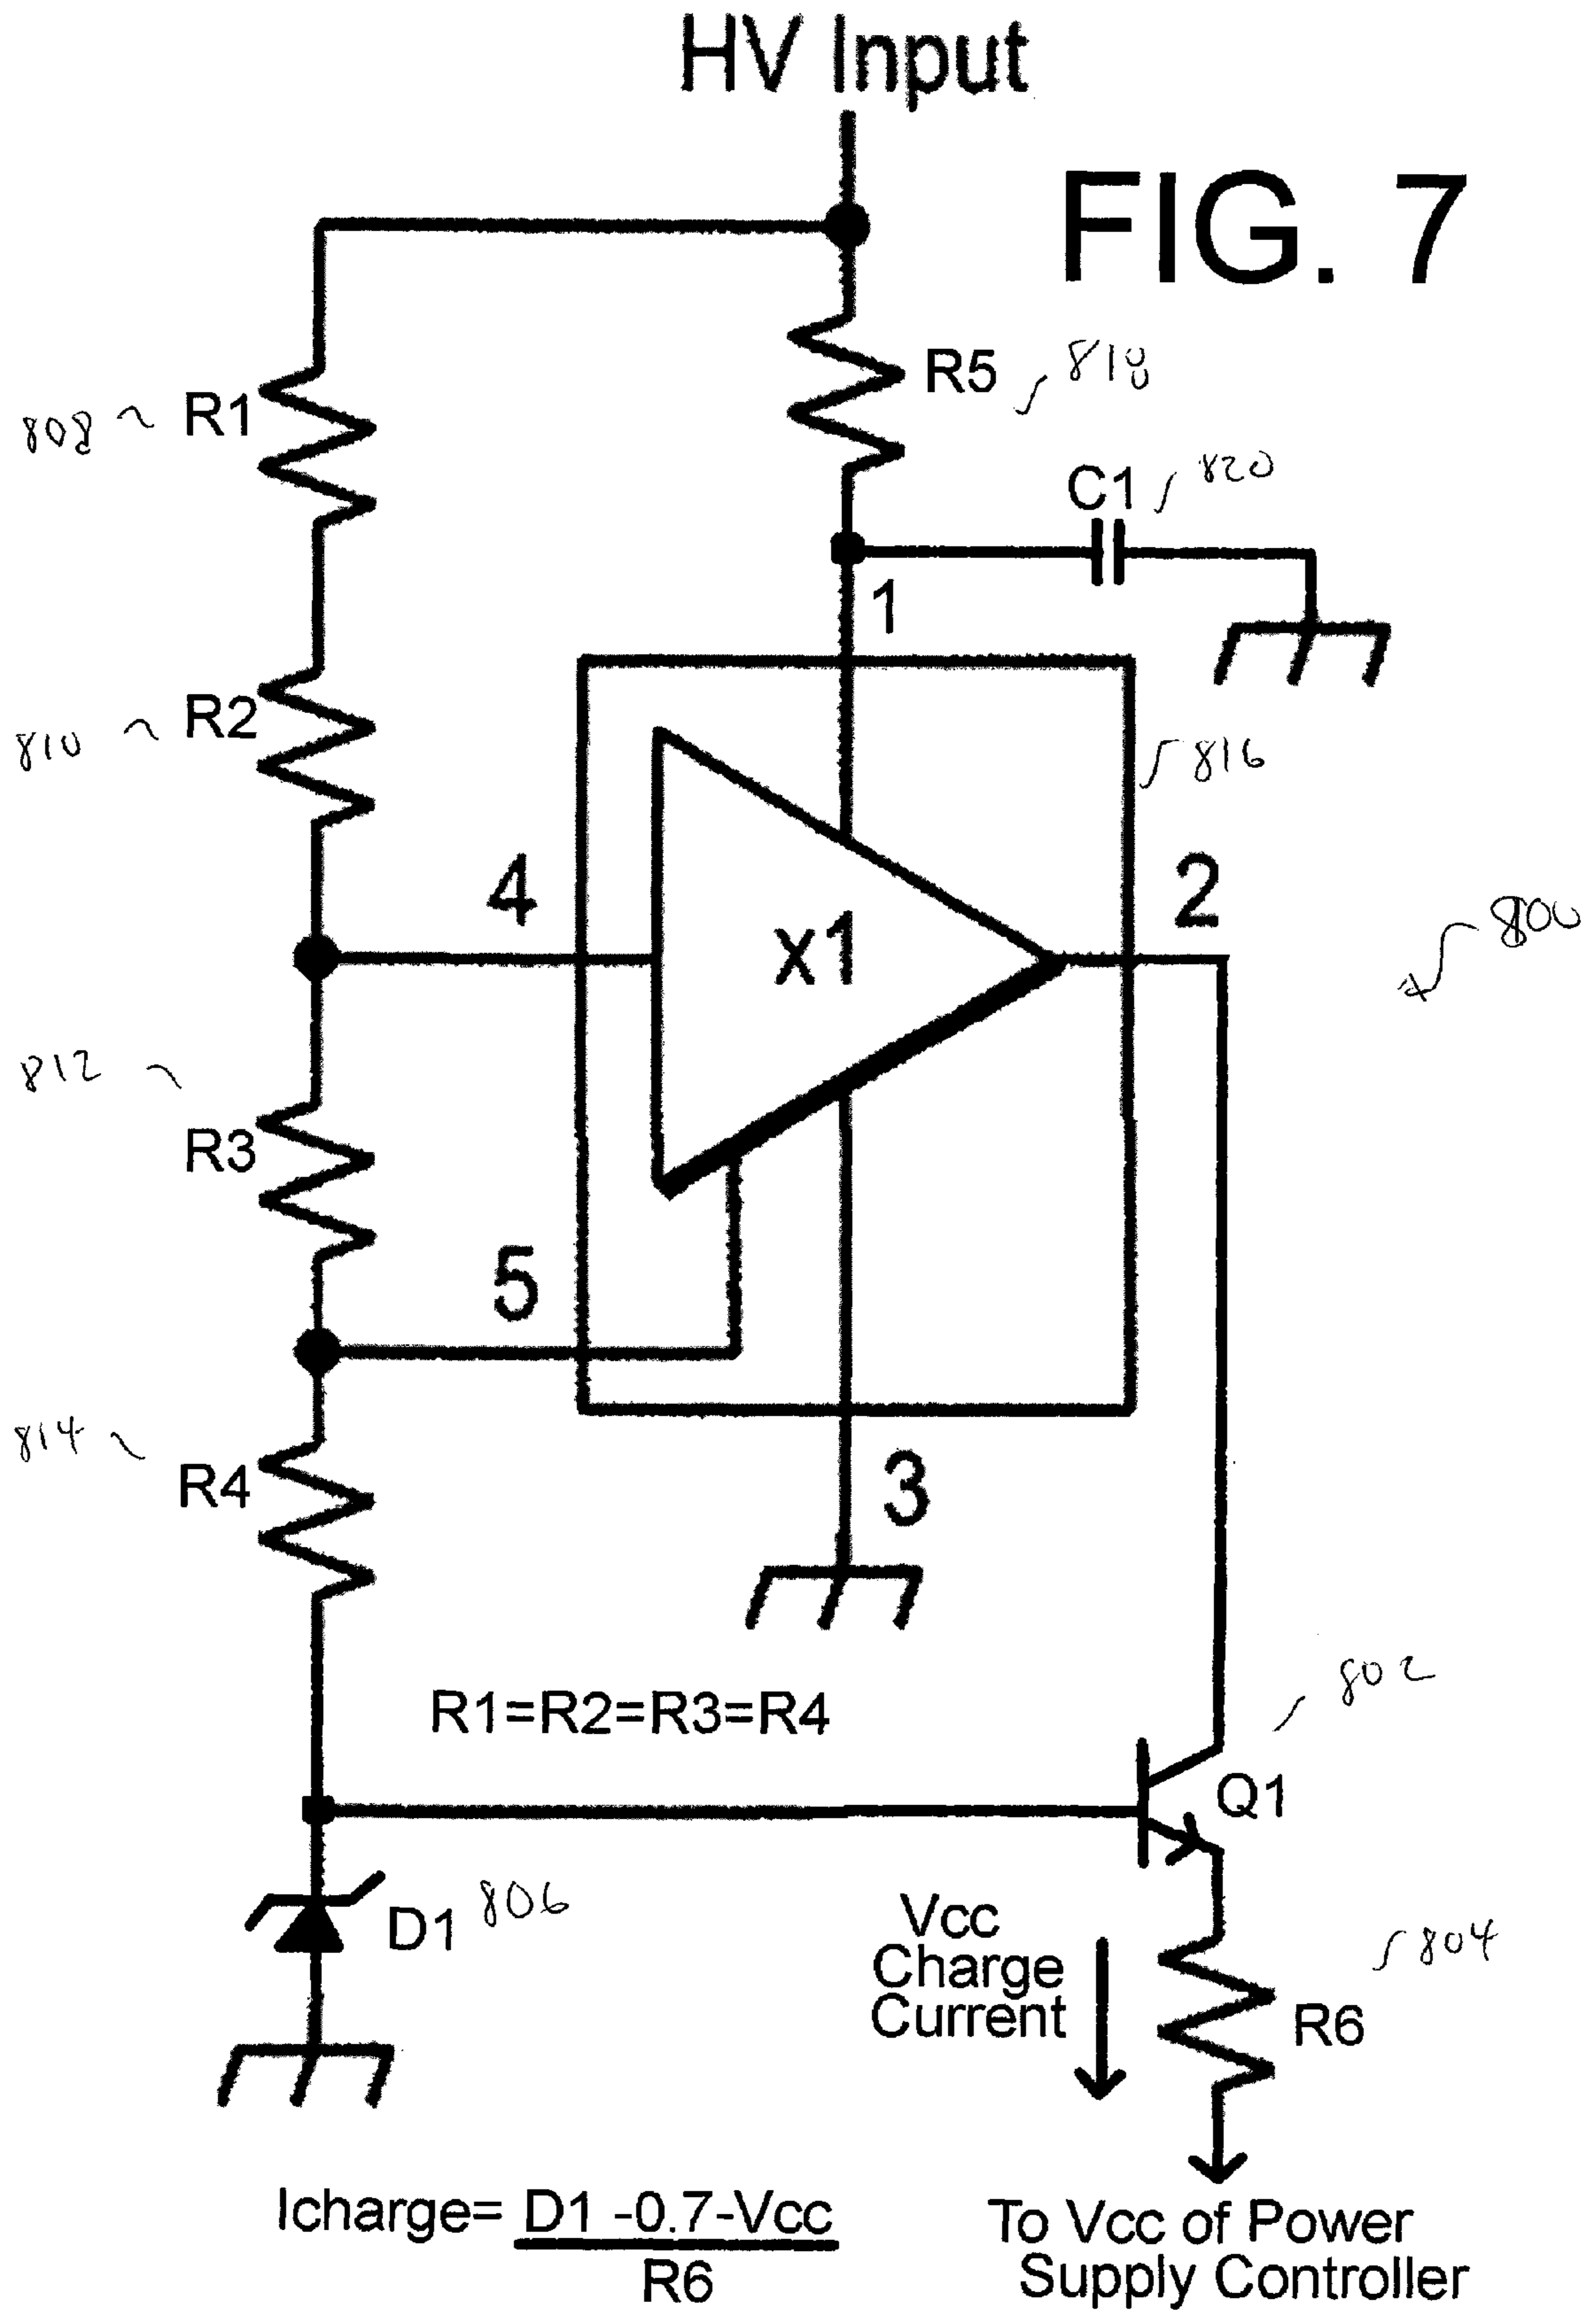 HV Input
FIG. 7
R5
818
808
R1
C1
820
1
R2
810
816
4
x1
2
800
812
R3
5
814
R4
3
R1=R2=R3=R4
802
Q1
D1
806
Vcc
Charge
Current
804
R6
Icharge= D1 -0.7-Vcc
R6
To Vcc of Power
Supply Controller